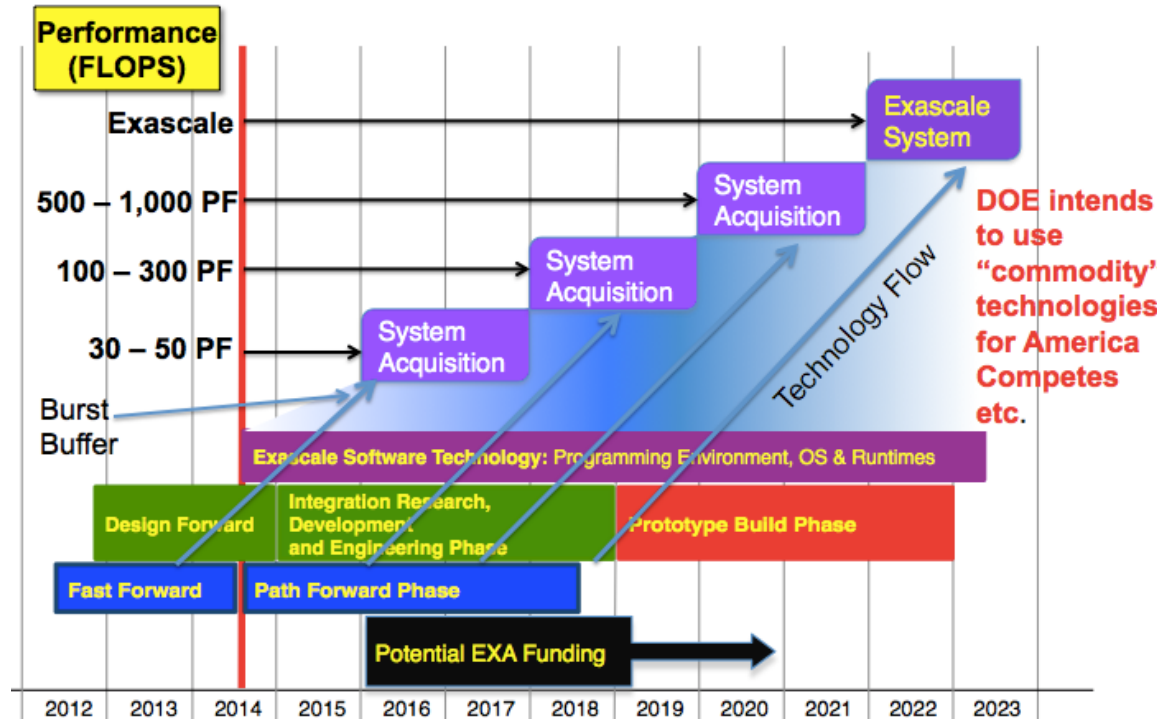 Performance
(FLOPS)
Exascale
Exascale
System
500 – 1,000 PF
System
Acquisition
100 – 300 PF
System
Acquisition
30 – 50 PF
System
Acquisition
DOE intends
to use
“commodity’
technologies
for America
Competes
etc.
Technology Flow
Burst
Buffer
Exascale Software Technology: Programming Environment, OS & Runtimes
Design Forward
Integration Research,
Development
and Engineering Phase
Prototype Build Phase
Fast Forward
Path Forward Phase
Potential EXA Funding
2012 2013 2014 2015 2016 2017 2018 2019 2020 2021 2022 2023